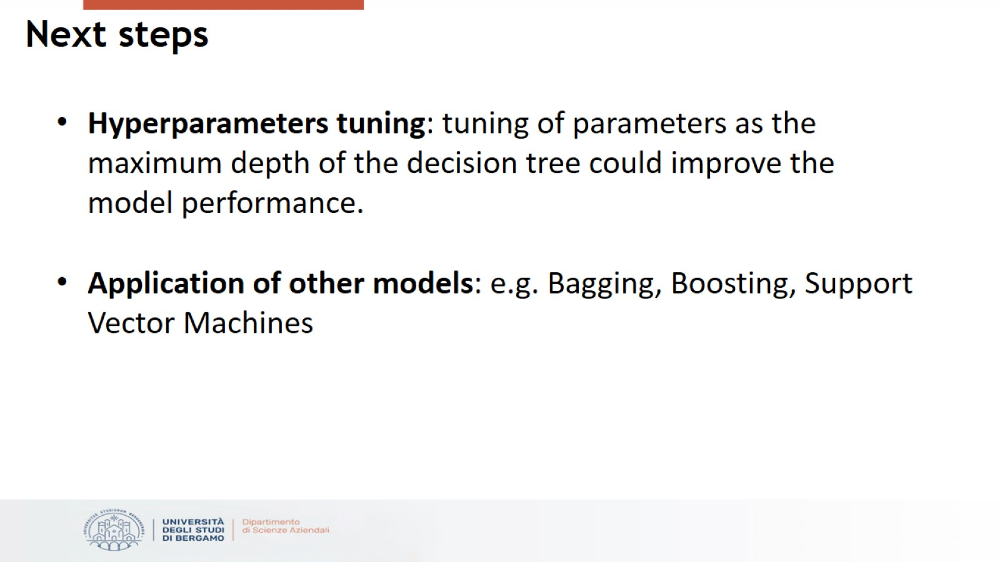 Next steps
• Hyperparameters tuning: tuning of parameters as the
maximum depth of the decision tree could improve the
model performance.
• Application of other models: e.g. Bagging, Boosting, Support
Vector Machines
UNIVERSITÀ
DEGLI STUDI
DI BERGAMO
Dipartimento
di Scienze Aziendali